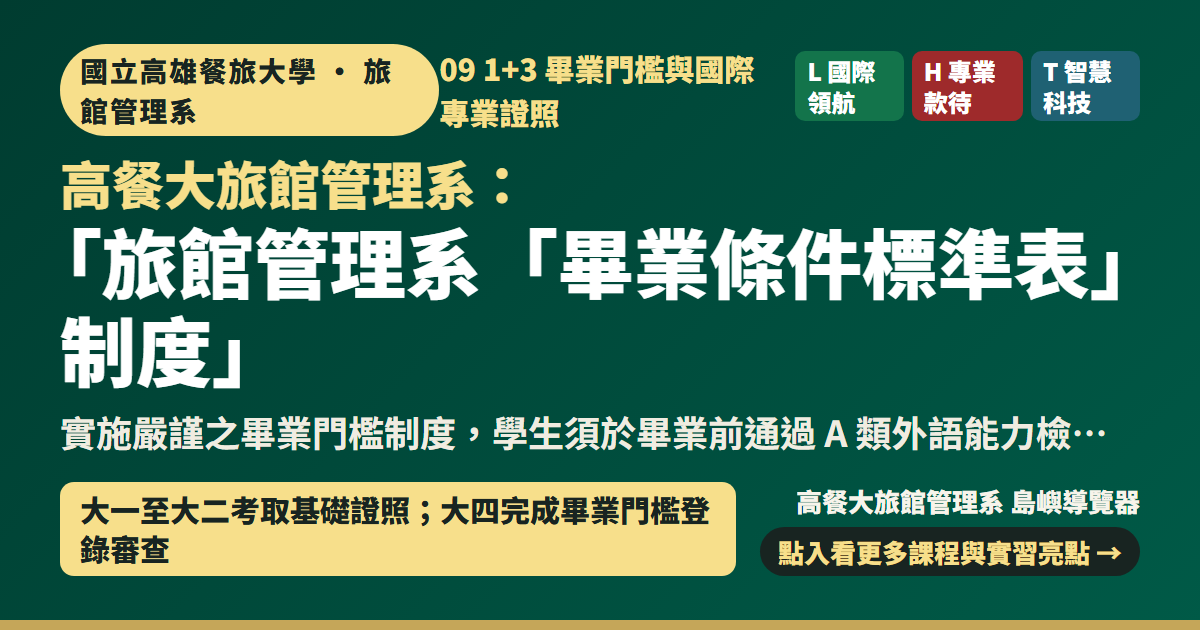 國立高雄餐旅大學 · 旅
館管理系
09 1+3 畢業門檻與國際
專業證照
L 國際
領航
H 專業
款待
T 智慧
科技
高餐大旅館管理系：
「旅館管理系「畢業條件標準表」
制度」
實施嚴謹之畢業門檻制度，學生須於畢業前通過 A 類外語能力檢…
大一至大二考取基礎證照；大四完成畢業門檻登
錄審查
高餐大旅館管理系 島嶼導覽器
點入看更多課程與實習亮點 →